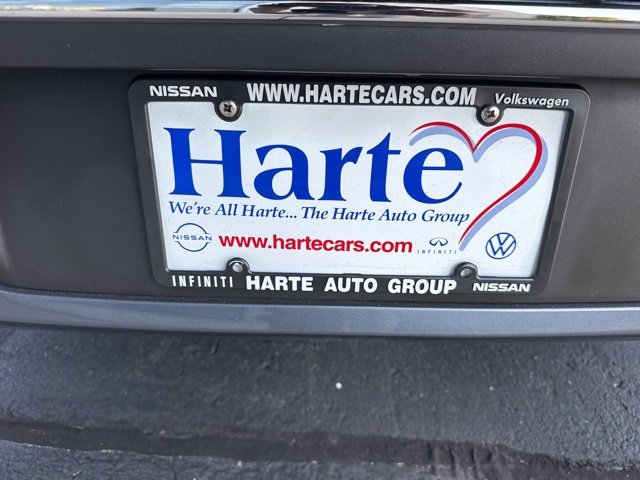 NISSAN WWW.HARTECARS.COM Volkswagen
Harte
We're All Harte... The Harte Auto Group
NISSAN www.hartecars.com INFINITI
INFINITI HARTE AUTO GROUP NISSAN